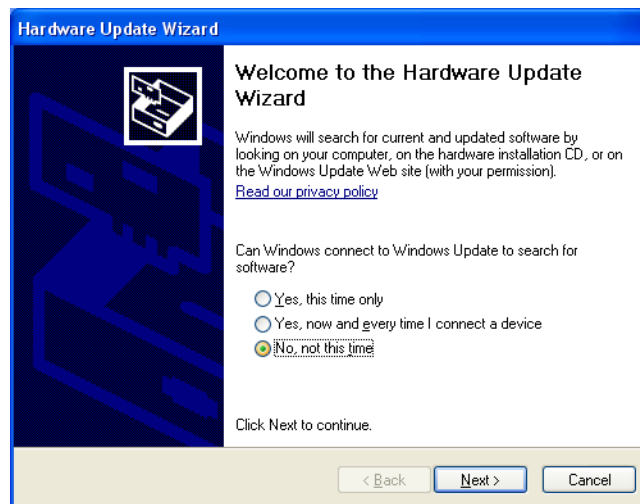 Hardware Update Wizard
Welcome to the Hardware Update
Wizard
Windows will search for current and updated software by
looking on your computer, on the hardware installation CD, or on
the Windows Update Web site (with your permission).
Read our privacy policy
Can Windows connect to Windows Update to search for
software?
Yes, this time only
Yes, now and every time I connect a device
No, not this time
Click Next to continue.
< Back Next > Cancel